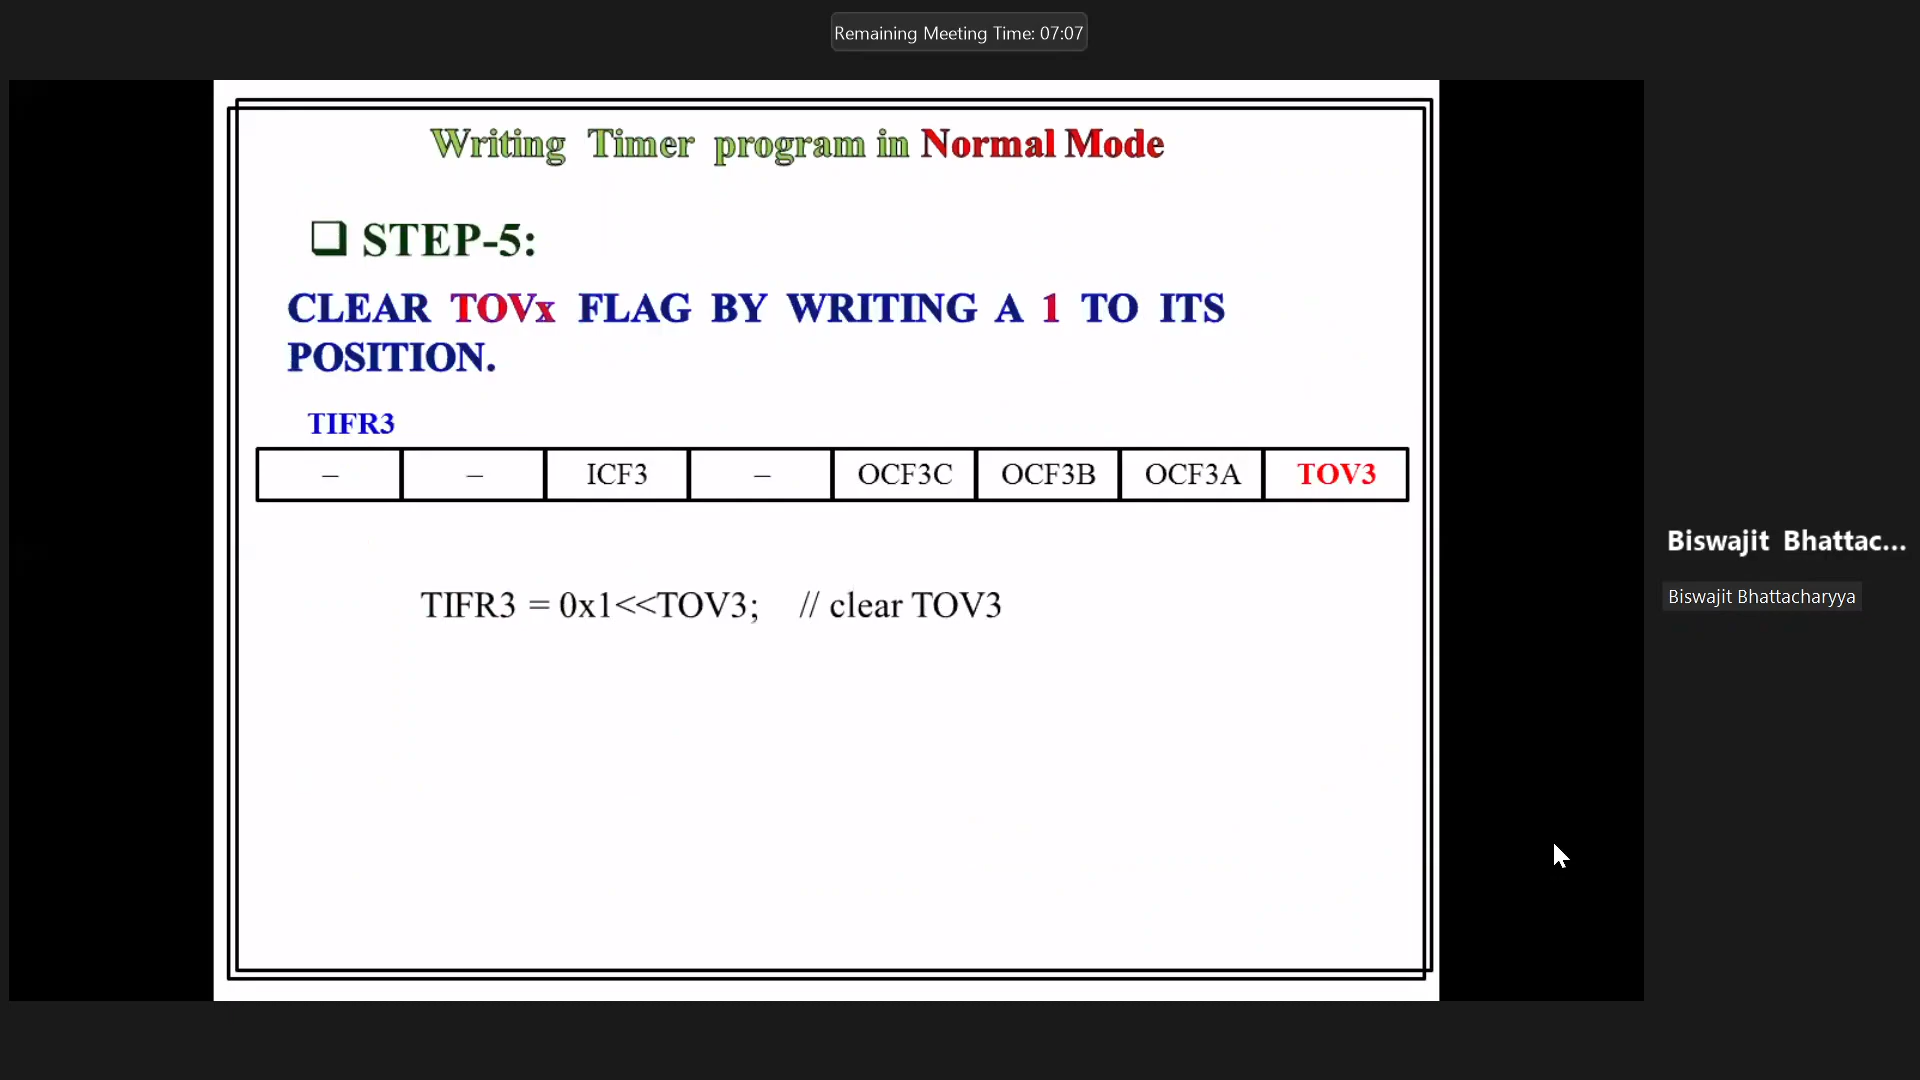 Remaining Meeting Time: 07:07
Writing Timer program in Normal Mode
❑ STEP-5:
CLEAR TOVx FLAG BY WRITING A 1 TO ITS
POSITION.
TIFR3
– – ICF3 – OCF3C OCF3B OCF3A TOV3
TIFR3 = 0x1<<TOV3; // clear TOV3
Biswajit Bhattac...
Biswajit Bhattacharyya